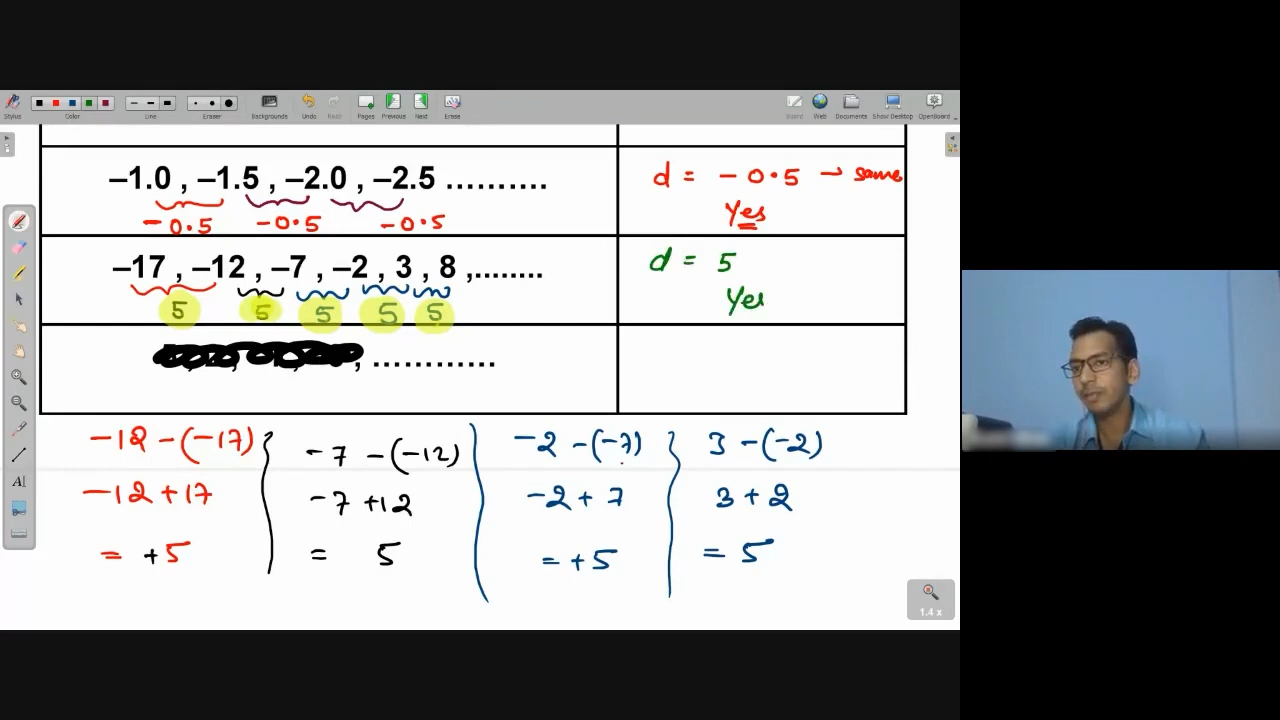 Stylus Color Line Eraser Backgrounds Undo Redo Pages Previous Next Erase Board Web Documents Show Desktop OpenBoard
–1.0 , –1.5 , –2.0 , –2.5 ..........
-0.5 -0.5 -0.5
d = -0.5 → same
Yes
–17 , –12 , –7 , –2 , 3 , 8 ,........
5 5 5 5 5
d = 5
Yes
, ............
-12 -(-17)
-12 +17
= +5
-7 -(-12)
-7 +12
= 5
-2 -(-7)
-2 + 7
= +5
3 -(-2)
3 + 2
= 5
1.4 x